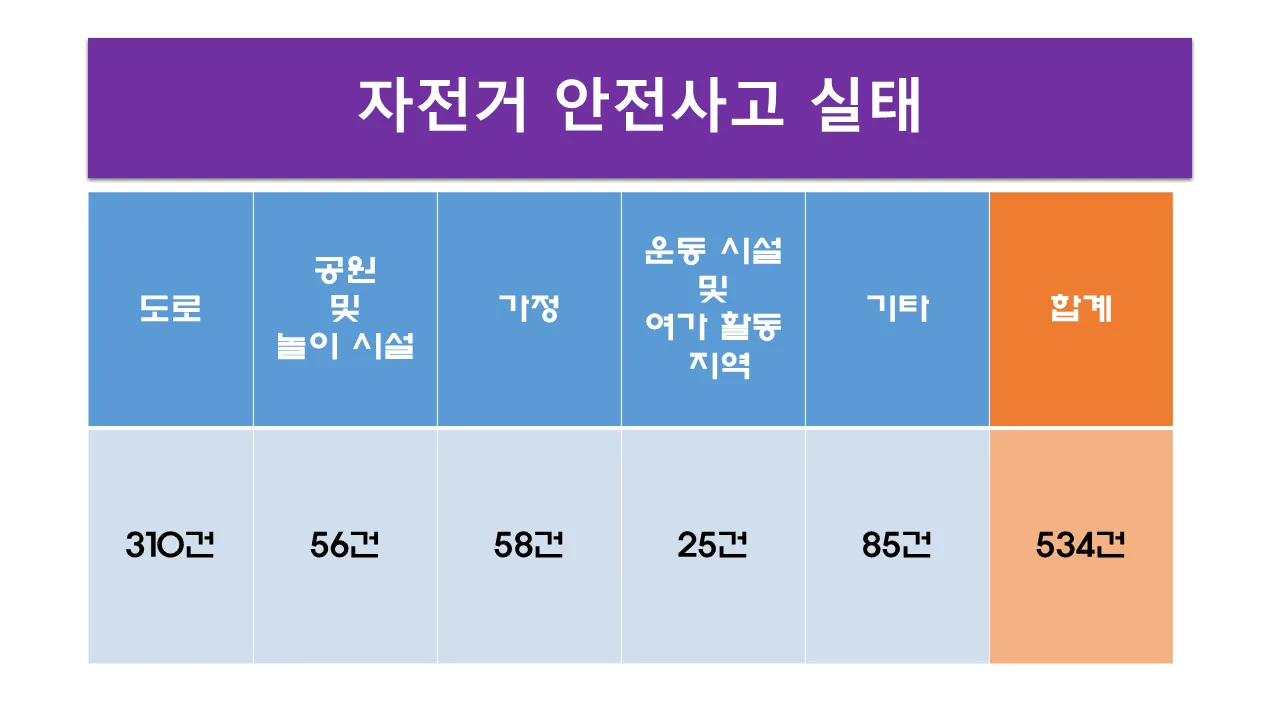 자전거 안전사고 실태
도로
공원
및
놀이 시설
가정
운동 시설
및
여가 활동
지역
기타
합계
310건
56건
58건
25건
85건
534건